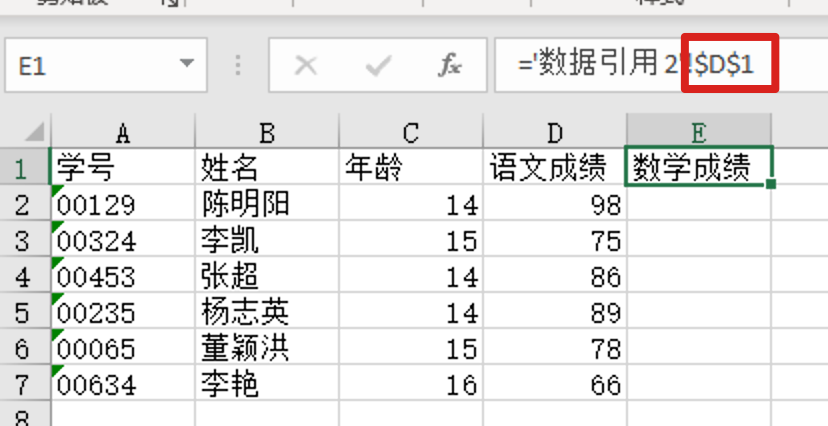 E1 fx ='数据引用 2'!$D$1
A B C D E
1 学号 姓名 年龄 语文成绩 数学成绩
2 00129 陈明阳 14 98
3 00324 李凯 15 75
4 00453 张超 14 86
5 00235 杨志英 14 89
6 00065 董颖洪 15 78
7 00634 李艳 16 66
8